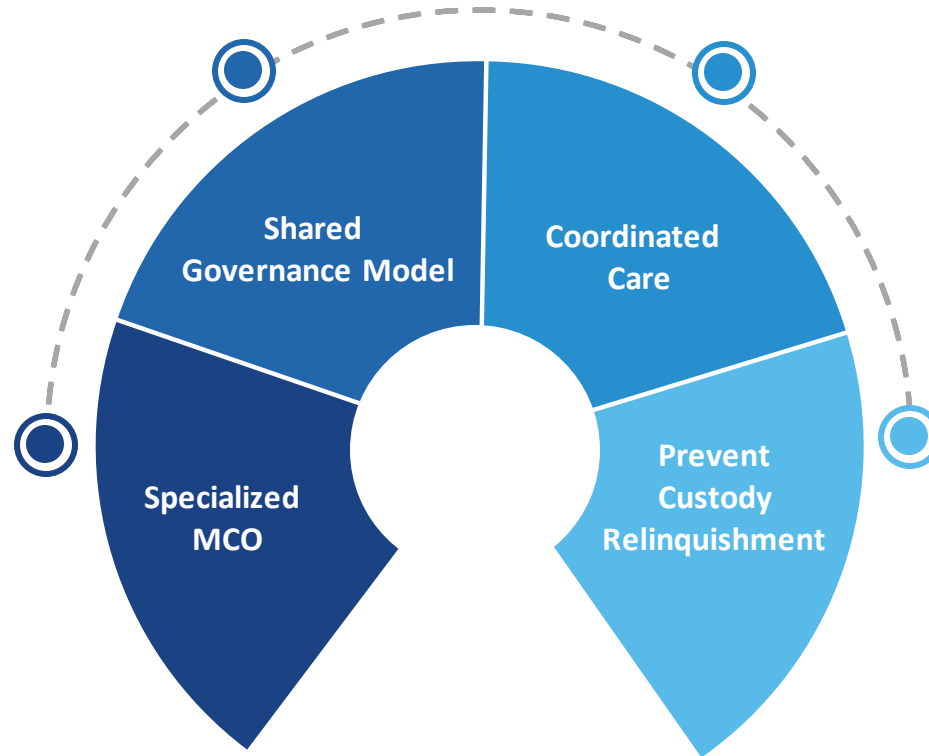 Shared
Governance Model
Coordinated
Care
Specialized
MCO
Prevent
Custody
Relinquishment